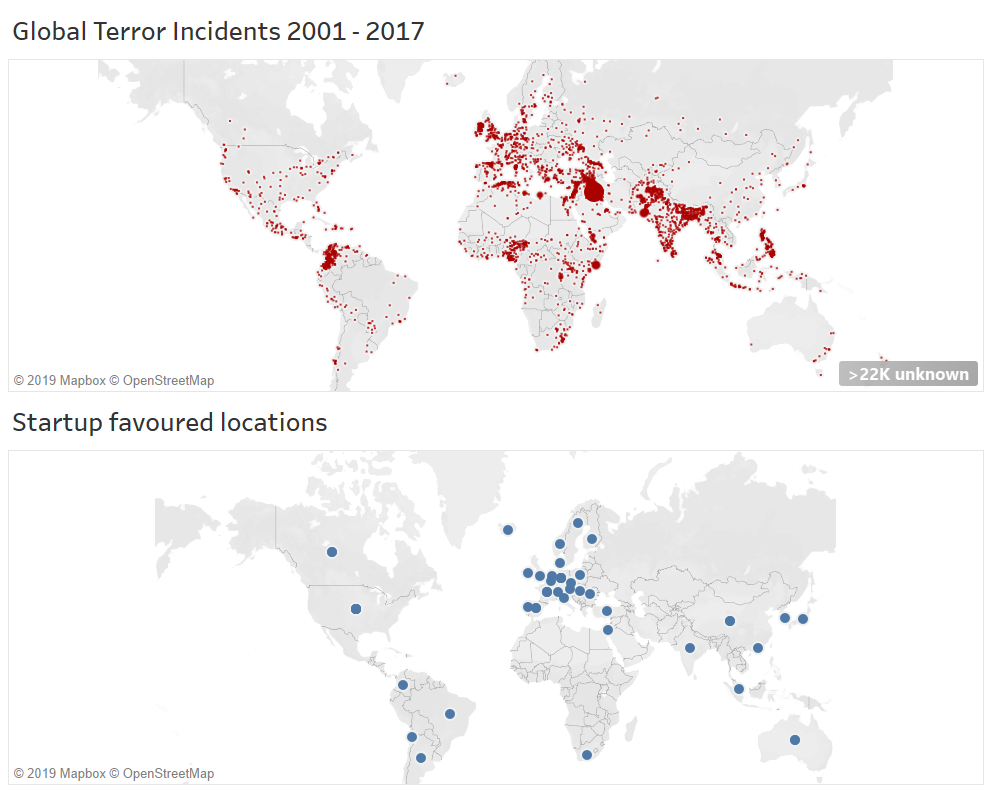 Global Terror Incidents 2001 - 2017
© 2019 Mapbox © OpenStreetMap
>22K unknown
Startup favoured locations
© 2019 Mapbox © OpenStreetMap